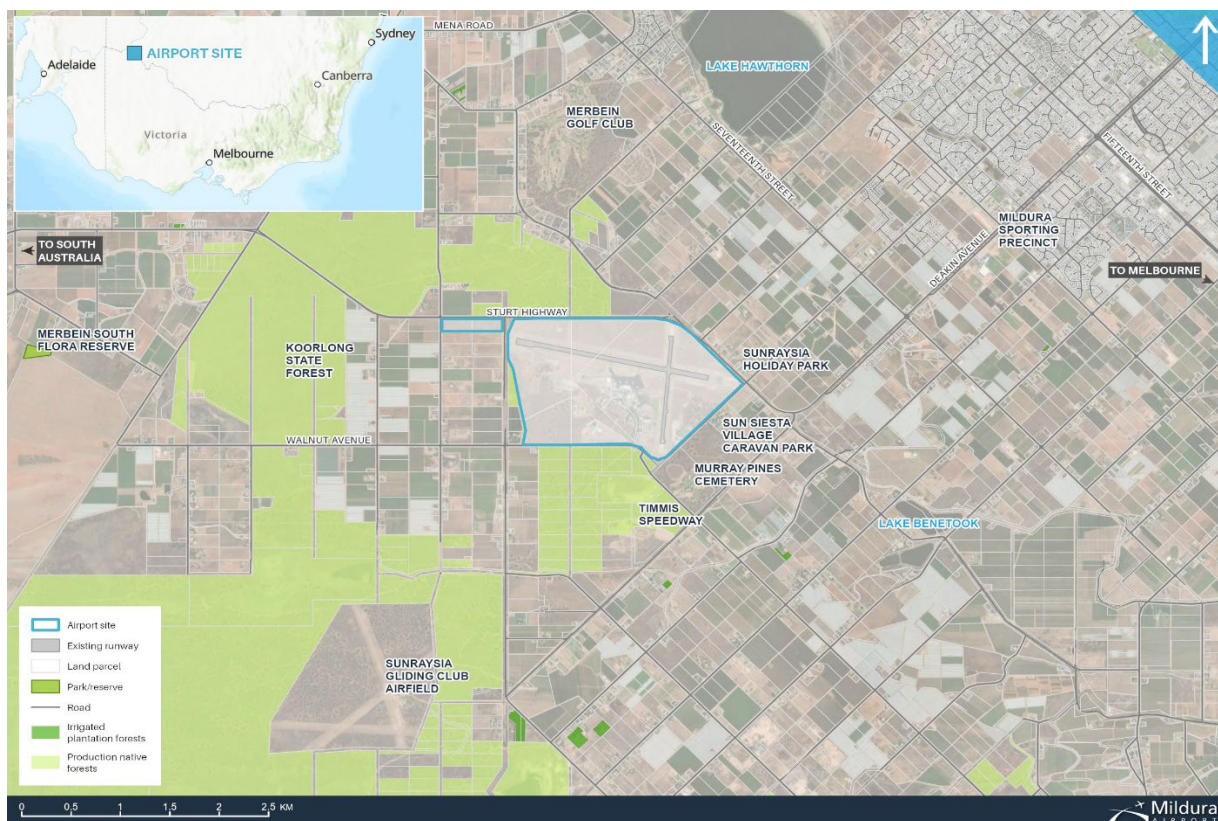 MENA ROAD
Sydney
AIRPORT SITE
Adelaide
Canberra
Victoria
Melbourne
LAKE HAWTHORN
MERBEIN
GOLF CLUB
SEVENTEENTH STREET
FIFTEENTH STREET
MILDURA
SPORTING
PRECINCT
DEAKIN AVENUE
TO SOUTH
AUSTRALIA
TO MELBOURNE
STURT HIGHWAY
MERBEIN SOUTH
FLORA RESERVE
KOORLONG
STATE
FOREST
SUNRAYSIA
HOLIDAY PARK
SUN SIESTA
VILLAGE
CARAVAN PARK
WALNUT AVENUE
MURRAY PINES
CEMETERY
TIMMIS
SPEEDWAY
LAKE BENETOOK
SUNRAYSIA
GLIDING CLUB
AIRFIELD
Airport site
Existing runway
Land parcel
Park/reserve
Road
Irrigated
plantation forests
Production native
forests
0 0,5 1 1,5 2 2,5 KM
Mildura
AIRPORT